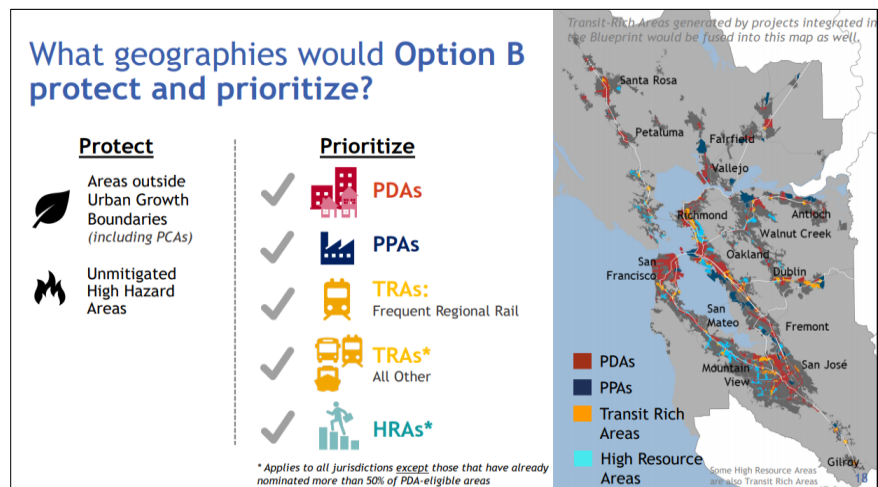 Transit-Rich Areas generated by projects integrated in
the Blueprint would be fused into this map as well.
What geographies would Option B
protect and prioritize?
Protect
Areas outside
Urban Growth
Boundaries
(including PCAs)
Unmitigated
High Hazard
Areas
Prioritize
PDAs
PPAs
TRAs:
Frequent Regional Rail
TRAs*
All Other
HRAs*
* Applies to all jurisdictions except those that have already
nominated more than 50% of PDA-eligible areas
Santa Rosa
Petaluma
Fairfield
Vallejo
Richmond
Antioch
Walnut Creek
Oakland
San
Francisco
Dublin
San
Mateo
Fremont
Mountain
View
San José
Gilroy
PDAs
PPAs
Transit Rich
Areas
High Resource
Areas
Some High Resource Areas
are also Transit Rich Areas
18